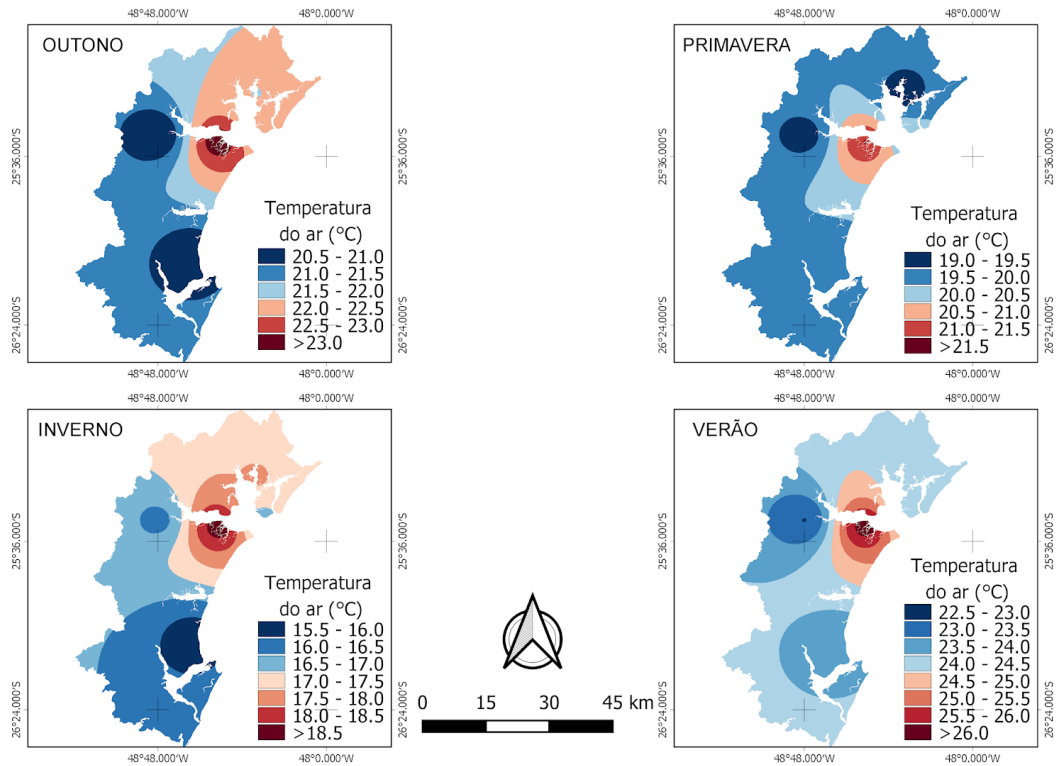 48°48.000'W 48°0.000'W
OUTONO
25°36.000'S
25°36.000'S
26°24.000'S
26°24.000'S
Temperatura
do ar (°C)
20.5 - 21.0
21.0 - 21.5
21.5 - 22.0
22.0 - 22.5
22.5 - 23.0
>23.0
48°48.000'W 48°0.000'W
48°48.000'W 48°0.000'W
PRIMAVERA
25°36.000'S
25°36.000'S
26°24.000'S
26°24.000'S
Temperatura
do ar (°C)
19.0 - 19.5
19.5 - 20.0
20.0 - 20.5
20.5 - 21.0
21.0 - 21.5
>21.5
48°48.000'W 48°0.000'W
48°48.000'W 48°0.000'W
INVERNO
25°36.000'S
25°36.000'S
26°24.000'S
26°24.000'S
Temperatura
do ar (°C)
15.5 - 16.0
16.0 - 16.5
16.5 - 17.0
17.0 - 17.5
17.5 - 18.0
18.0 - 18.5
>18.5
48°48.000'W 48°0.000'W
0 15 30 45 km
48°48.000'W 48°0.000'W
VERÃO
25°36.000'S
25°36.000'S
26°24.000'S
26°24.000'S
Temperatura
do ar (°C)
22.5 - 23.0
23.0 - 23.5
23.5 - 24.0
24.0 - 24.5
24.5 - 25.0
25.0 - 25.5
25.5 - 26.0
>26.0
48°48.000'W 48°0.000'W